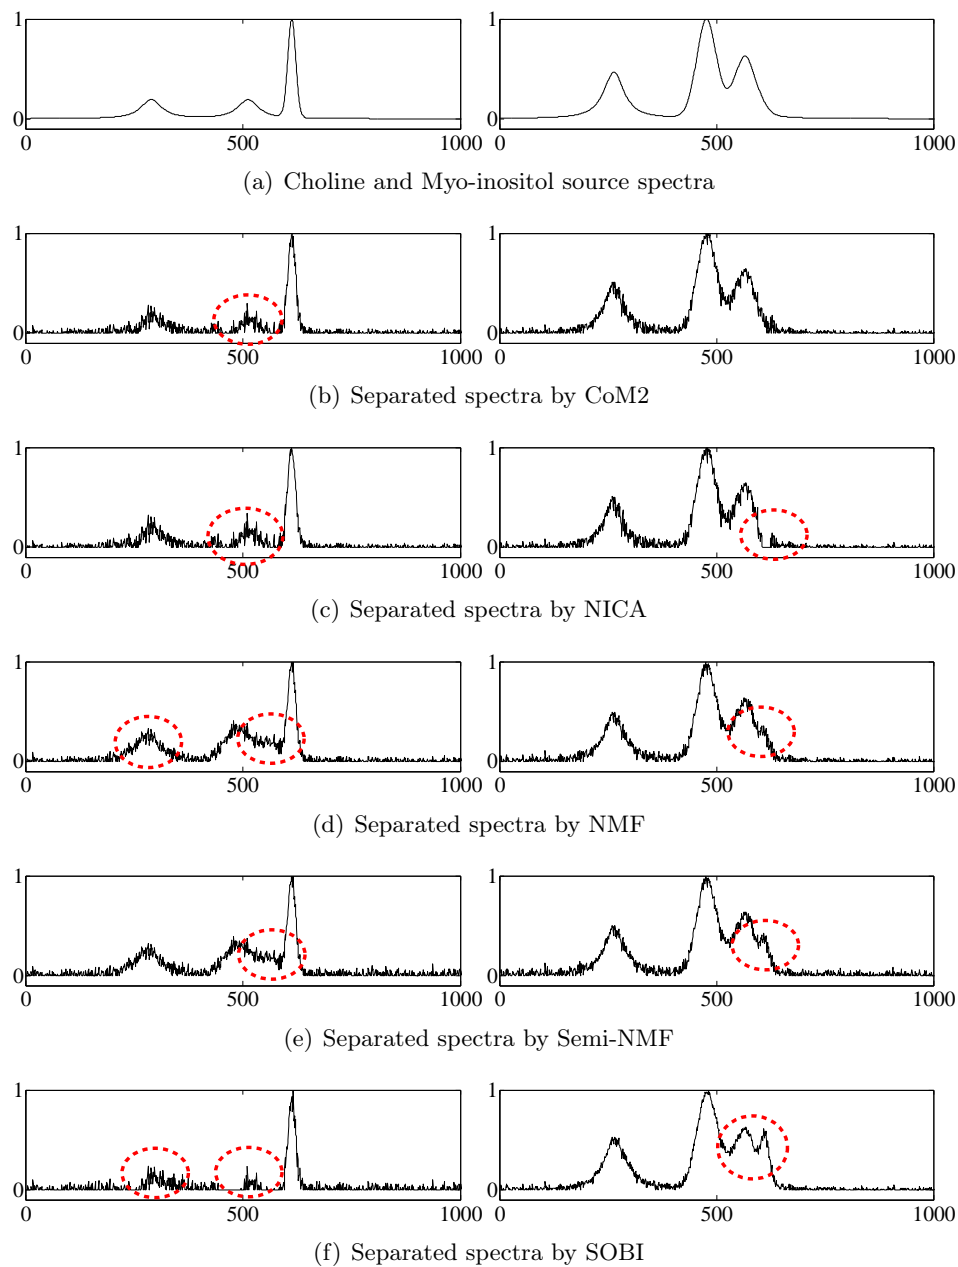 1 1
0 0
0 500 1000 0 500 1000
(a) Choline and Myo-inositol source spectra
1 1
0 0
0 500 1000 0 500 1000
(b) Separated spectra by CoM2
1 1
0 0
0 500 1000 0 500 1000
(c) Separated spectra by NICA
1 1
0 0
0 500 1000 0 500 1000
(d) Separated spectra by NMF
1 1
0 0
0 500 1000 0 500 1000
(e) Separated spectra by Semi-NMF
1 1
0 0
0 500 1000 0 500 1000
(f) Separated spectra by SOBI